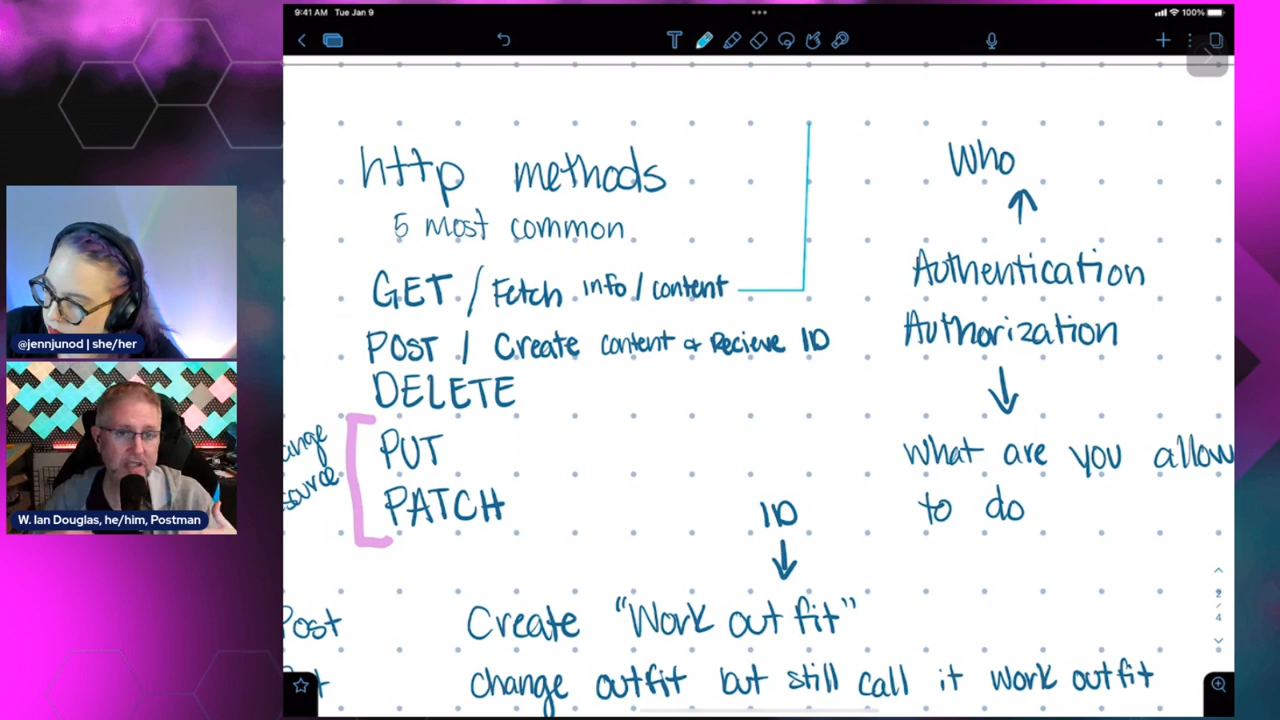 9:41 AM Tue Jan 9
100%
http methods
5 most common
GET / Fetch info / content
POST / Create content & Recieve ID
DELETE
PUT
PATCH
Who
Authentication
Authorization
what are you allow
to do
ID
Post
Create "Work out fit"
change outfit but still call it work outfit
2
/
4
@jennjunod | she/her
W. Ian Douglas, he/him, Postman